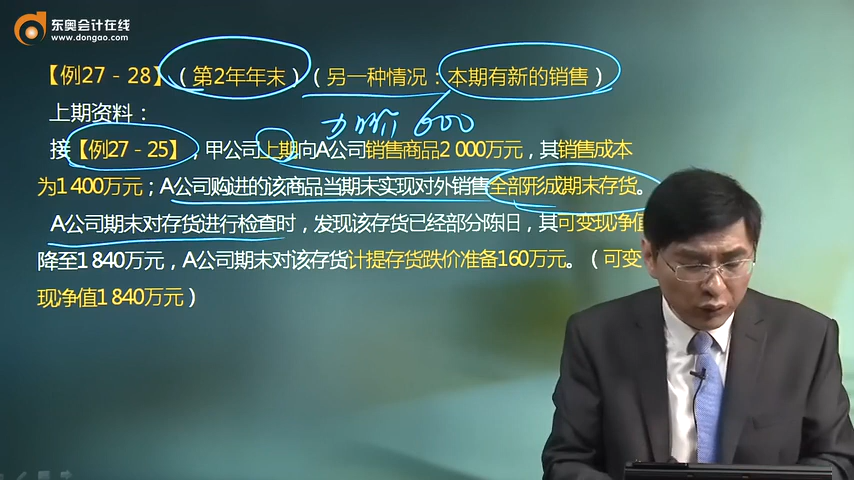 东奥会计在线
www.dongao.com
【例27-28】(第2年年末)(另一种情况:本期有新的销售)
上期资料:
加价 600
接【例27-25】,甲公司上期向A公司销售商品2 000万元,其销售成本
为1 400万元;A公司购进的该商品当期末实现对外销售全部形成期末存货。
A公司期末对存货进行检查时,发现该存货已经部分陈旧,其可变现净值
降至1 840万元,A公司期末对该存货计提存货跌价准备160万元。(可变
现净值1 840万元)